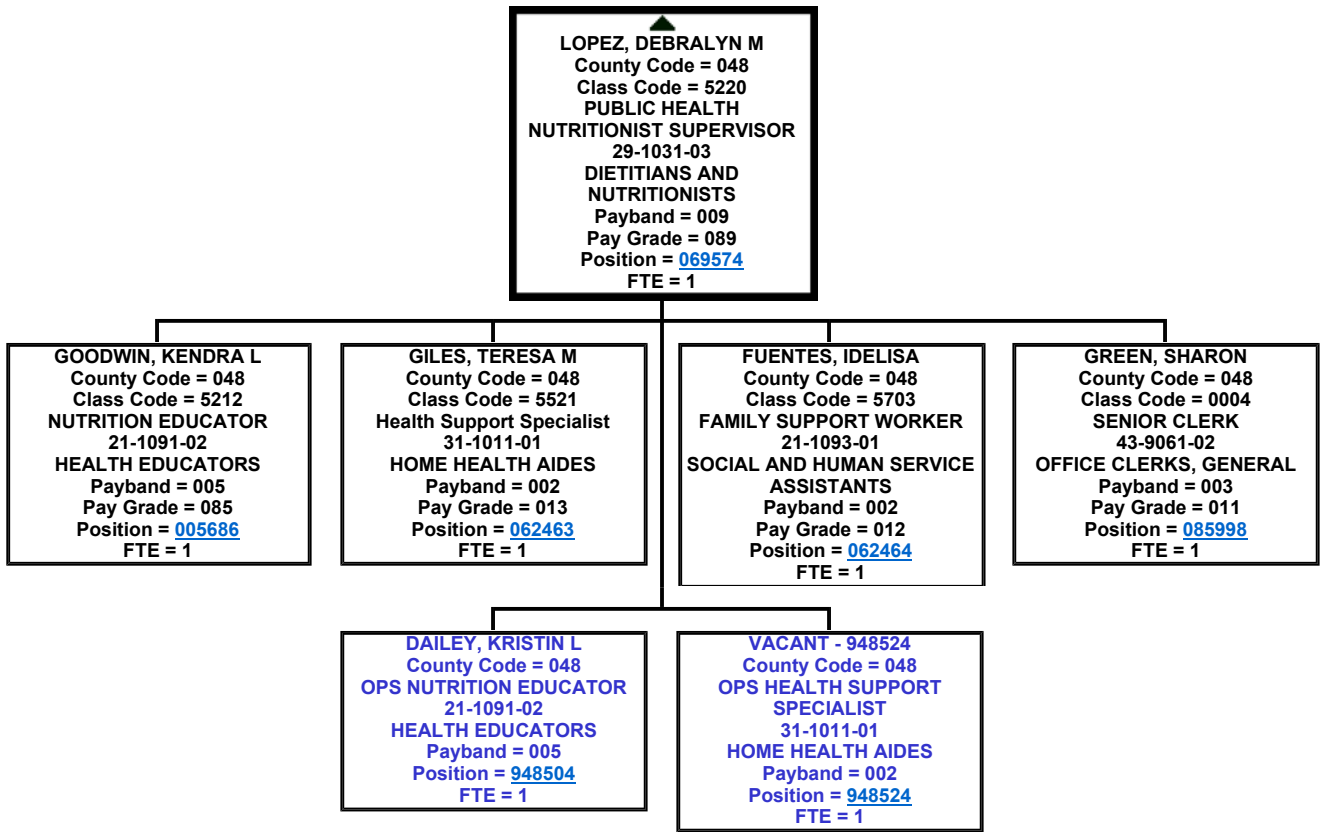 LOPEZ, DEBRALYN M
County Code = 048
Class Code = 5220
PUBLIC HEALTH
NUTRITIONIST SUPERVISOR
29-1031-03
DIETITIANS AND
NUTRITIONISTS
Payband = 009
Pay Grade = 089
Position = 069574
FTE = 1
GOODWIN, KENDRA L
County Code = 048
Class Code = 5212
NUTRITION EDUCATOR
21-1091-02
HEALTH EDUCATORS
Payband = 005
Pay Grade = 085
Position = 005686
FTE = 1
GILES, TERESA M
County Code = 048
Class Code = 5521
Health Support Specialist
31-1011-01
HOME HEALTH AIDES
Payband = 002
Pay Grade = 013
Position = 062463
FTE = 1
FUENTES, IDELISA
County Code = 048
Class Code = 5703
FAMILY SUPPORT WORKER
21-1093-01
SOCIAL AND HUMAN SERVICE
ASSISTANTS
Payband = 002
Pay Grade = 012
Position = 062464
FTE = 1
GREEN, SHARON
County Code = 048
Class Code = 0004
SENIOR CLERK
43-9061-02
OFFICE CLERKS, GENERAL
Payband = 003
Pay Grade = 011
Position = 085998
FTE = 1
DAILEY, KRISTIN L
County Code = 048
OPS NUTRITION EDUCATOR
21-1091-02
HEALTH EDUCATORS
Payband = 005
Position = 948504
FTE = 1
VACANT - 948524
County Code = 048
OPS HEALTH SUPPORT
SPECIALIST
31-1011-01
HOME HEALTH AIDES
Payband = 002
Position = 948524
FTE = 1